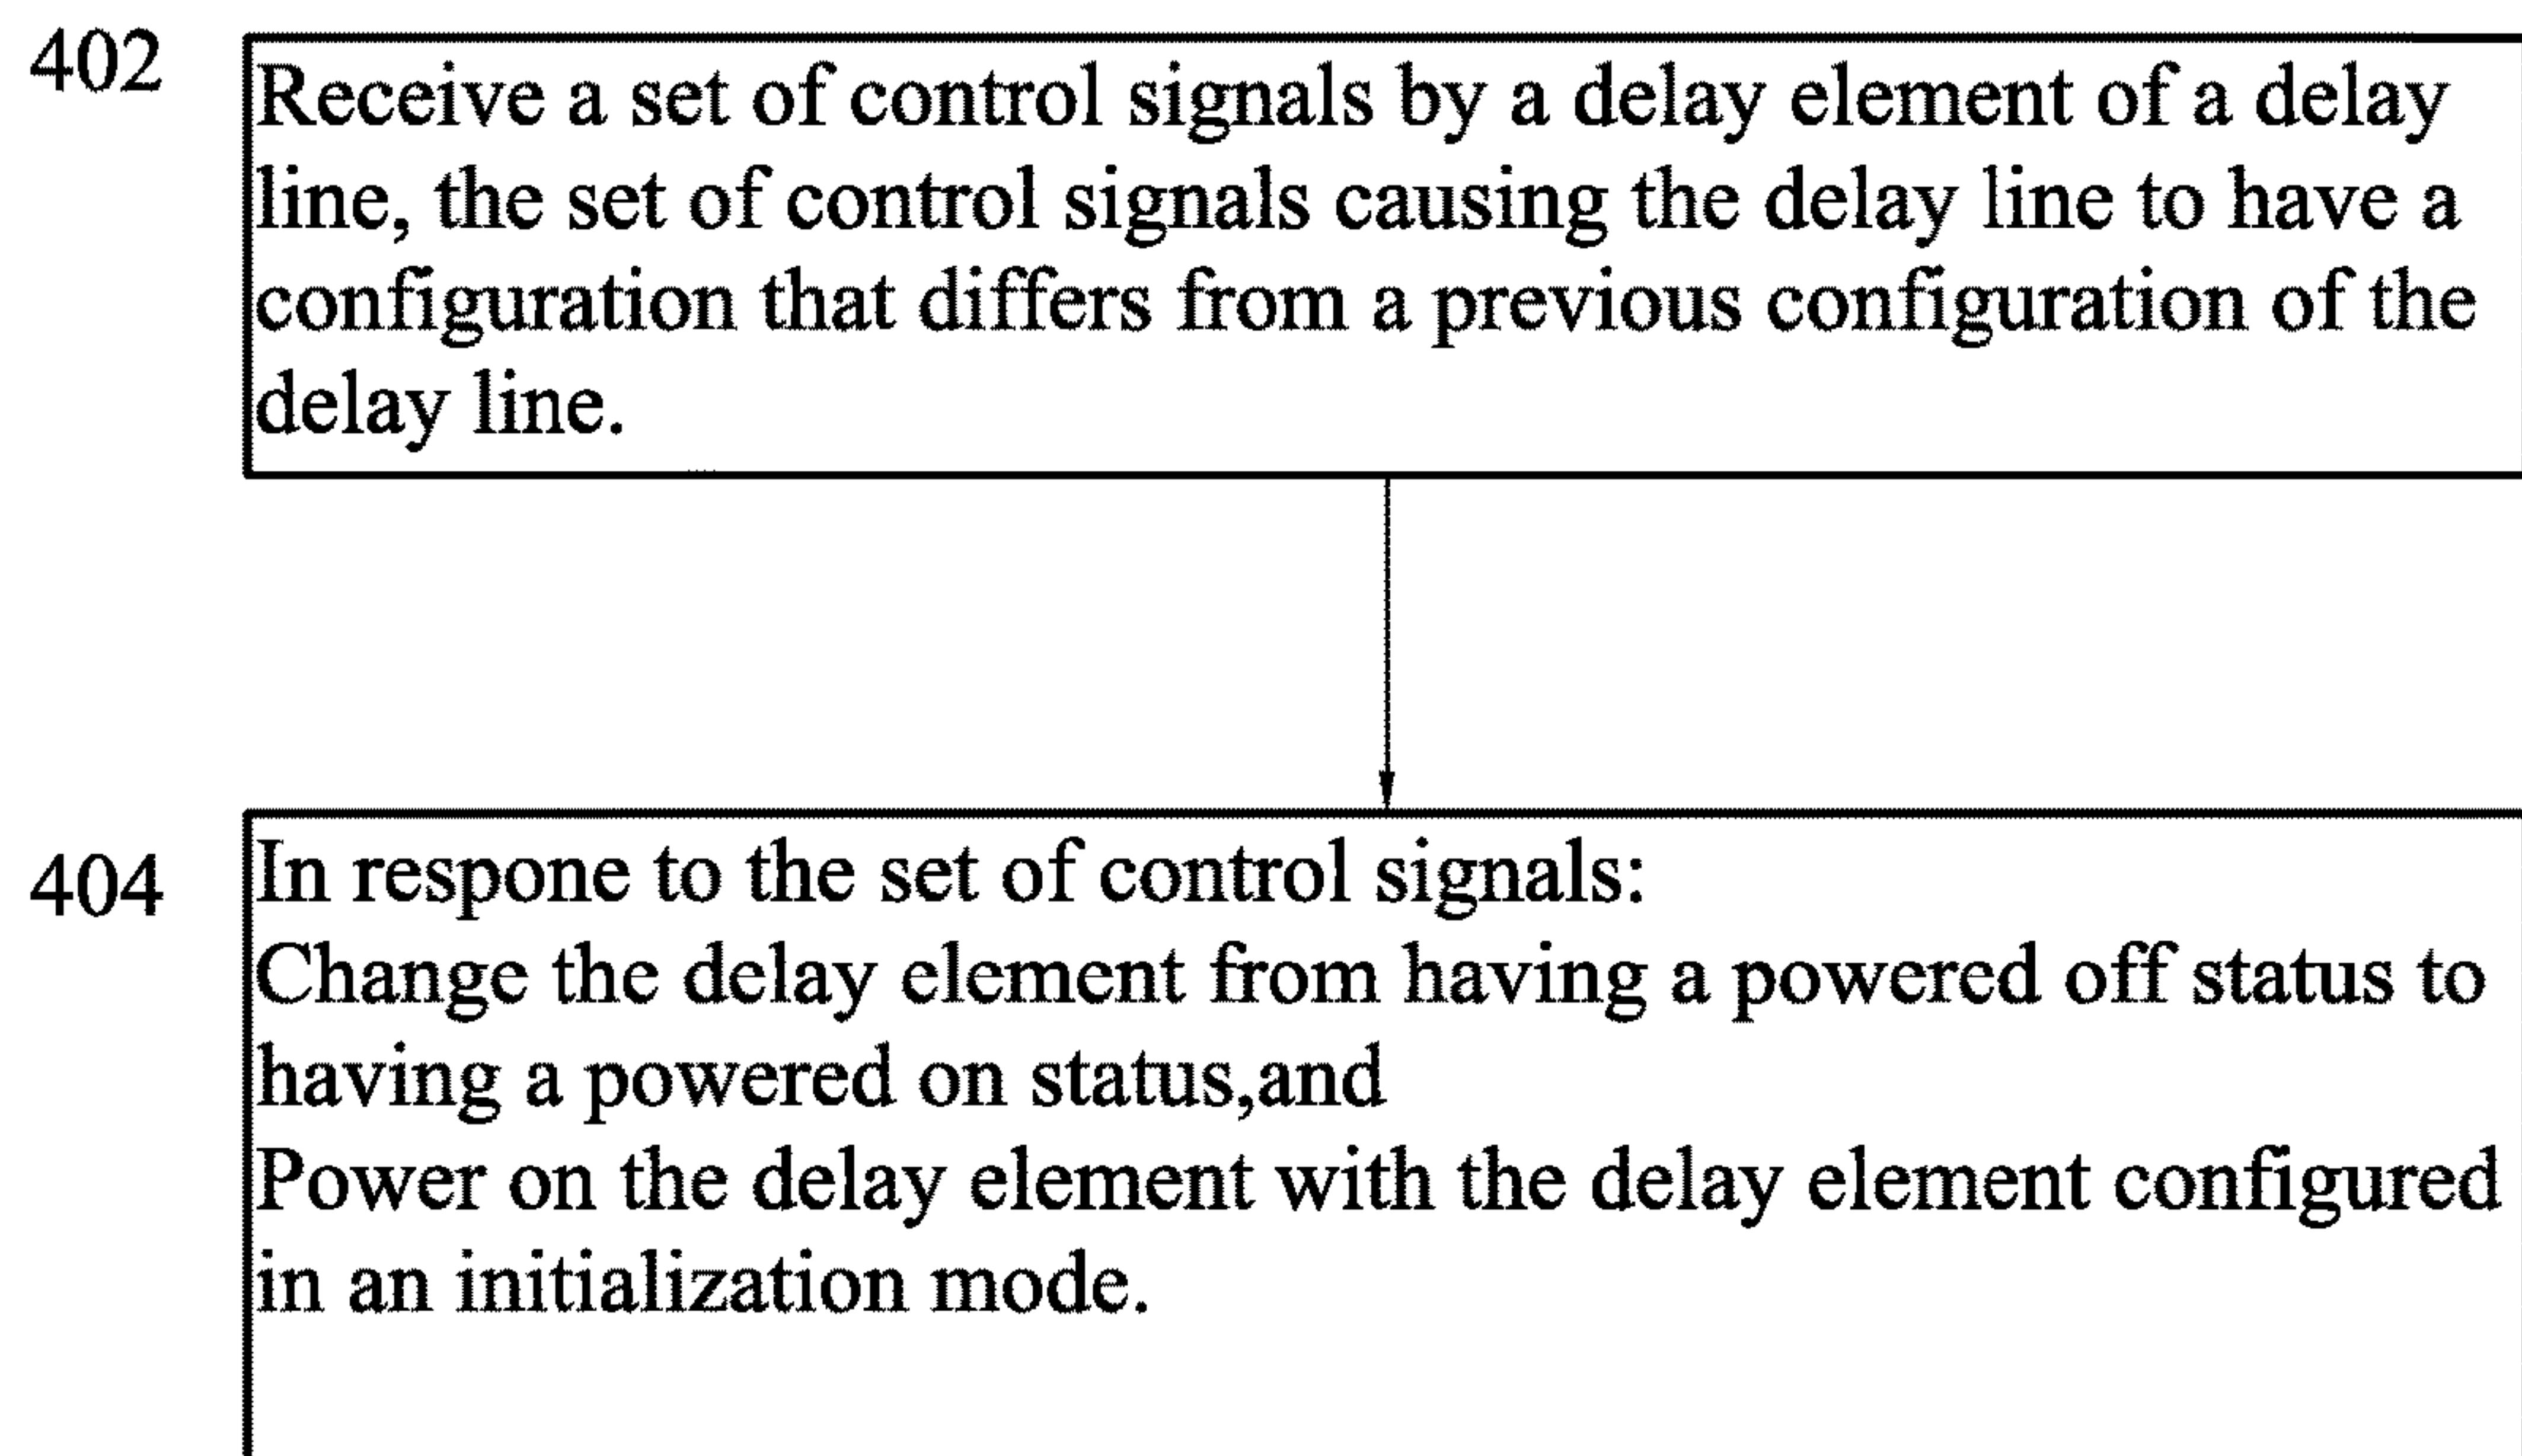 402
Receive a set of control signals by a delay element of a delay
line, the set of control signals causing the delay line to have a
configuration that differs from a previous configuration of the
delay line.
404
In respone to the set of control signals:
Change the delay element from having a powered off status to
having a powered on status,and
Power on the delay element with the delay element configured
in an initialization mode.